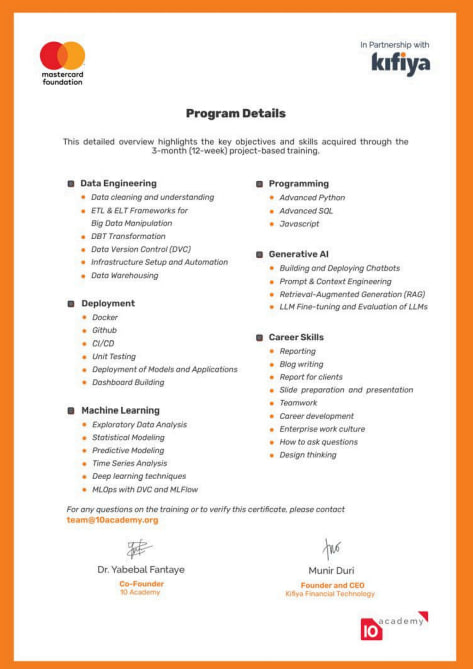 mastercard
foundation
In Partnership with
kıfiya
Program Details
This detailed overview highlights the key objectives and skills acquired through the
3-month (12-week) project-based training.
Data Engineering
Data cleaning and understanding
ETL & ELT Frameworks for
Big Data Manipulation
DBT Transformation
Data Version Control (DVC)
Infrastructure Setup and Automation
Data Warehousing
Deployment
Docker
Github
CI/CD
Unit Testing
Deployment of Models and Applications
Dashboard Building
Machine Learning
Exploratory Data Analysis
Statistical Modeling
Predictive Modeling
Time Series Analysis
Deep learning techniques
MLOps with DVC and MLFlow
Programming
Advanced Python
Advanced SQL
Javascript
Generative AI
Building and Deploying Chatbots
Prompt & Context Engineering
Retrieval-Augmented Generation (RAG)
LLM Fine-tuning and Evaluation of LLMs
Career Skills
Reporting
Blog writing
Report for clients
Slide preparation and presentation
Teamwork
Career development
Enterprise work culture
How to ask questions
Design thinking
For any questions on the training or to verify this certificate, please contact
team@10academy.org
Dr. Yabebal Fantaye
Co-Founder
10 Academy
Munir Duri
Founder and CEO
Kifiya Financial Technology
10 academy